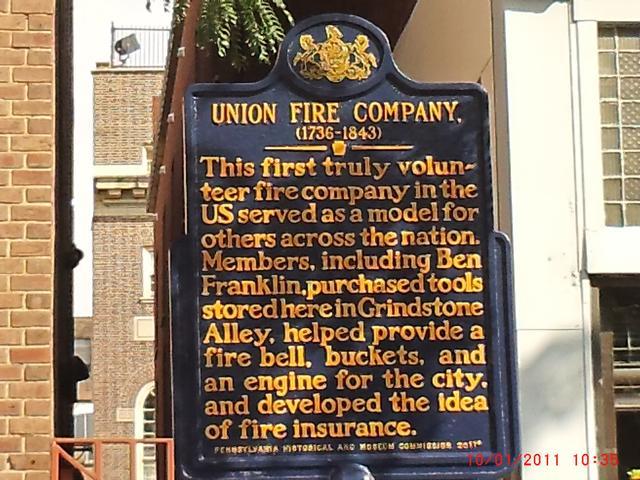 UNION FIRE COMPANY.
(1736-1843)
This first truly volun-
teer fire company in the
US served as a model for
others across the nation.
Members, including Ben
Franklin, purchased tools
stored here in Grindstone
Alley, helped provide a
fire bell, buckets, and
an engine for the city,
and developed the idea
of fire insurance.
PENNSYLVANIA HISTORICAL AND MUSEUM COMMISSION 2011
10/01/2011 10:35